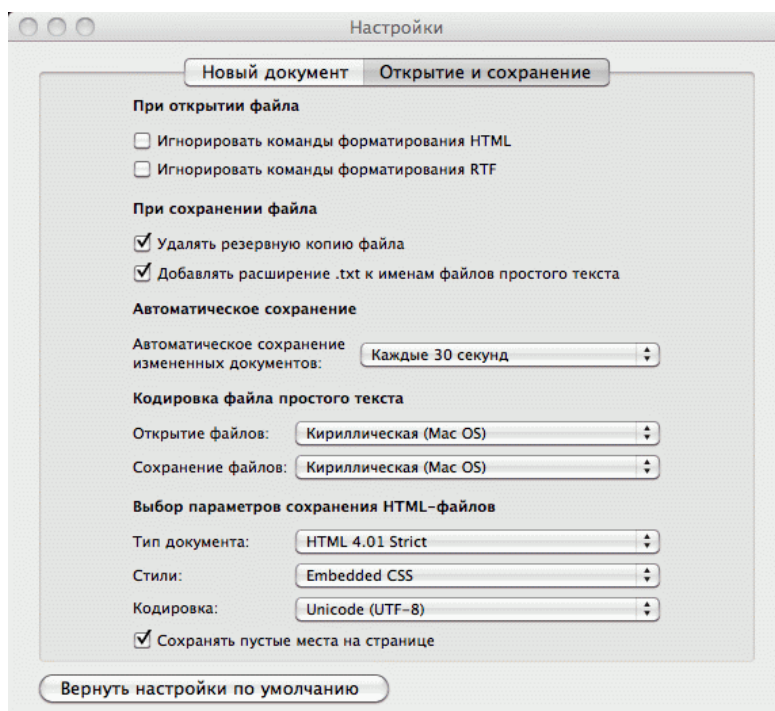 Настройки
Новый документ Открытие и сохранение
При открытии файла
Игнорировать команды форматирования HTML
Игнорировать команды форматирования RTF
При сохранении файла
Удалять резервную копию файла
Добавлять расширение .txt к именам файлов простого текста
Автоматическое сохранение
Автоматическое сохранение
измененных документов: Каждые 30 секунд
Кодировка файла простого текста
Открытие файлов: Кириллическая (Mac OS)
Сохранение файлов: Кириллическая (Mac OS)
Выбор параметров сохранения HTML-файлов
Тип документа: HTML 4.01 Strict
Стили: Embedded CSS
Кодировка: Unicode (UTF-8)
Сохранять пустые места на странице
Вернуть настройки по умолчанию